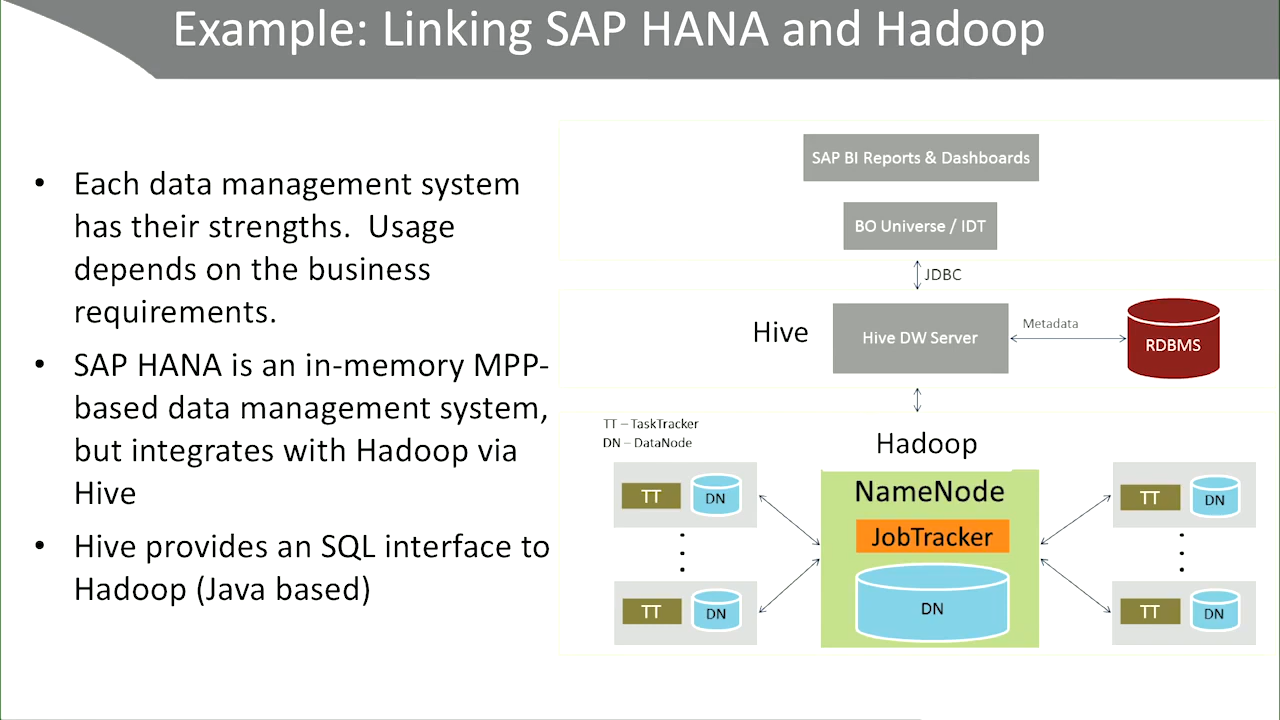 Example: Linking SAP HANA and Hadoop
• Each data management system
has their strengths.  Usage
depends on the business
requirements.
• SAP HANA is an in-memory MPP-
based data management system,
but integrates with Hadoop via
Hive
• Hive provides an SQL interface to
Hadoop (Java based)
SAP BI Reports & Dashboards
BO Universe / IDT
JDBC
Hive
Hive DW Server
Metadata
RDBMS
TT – TaskTracker
DN – DataNode
Hadoop
NameNode
JobTracker
DN
TT
DN
TT
DN
TT
DN
TT
DN